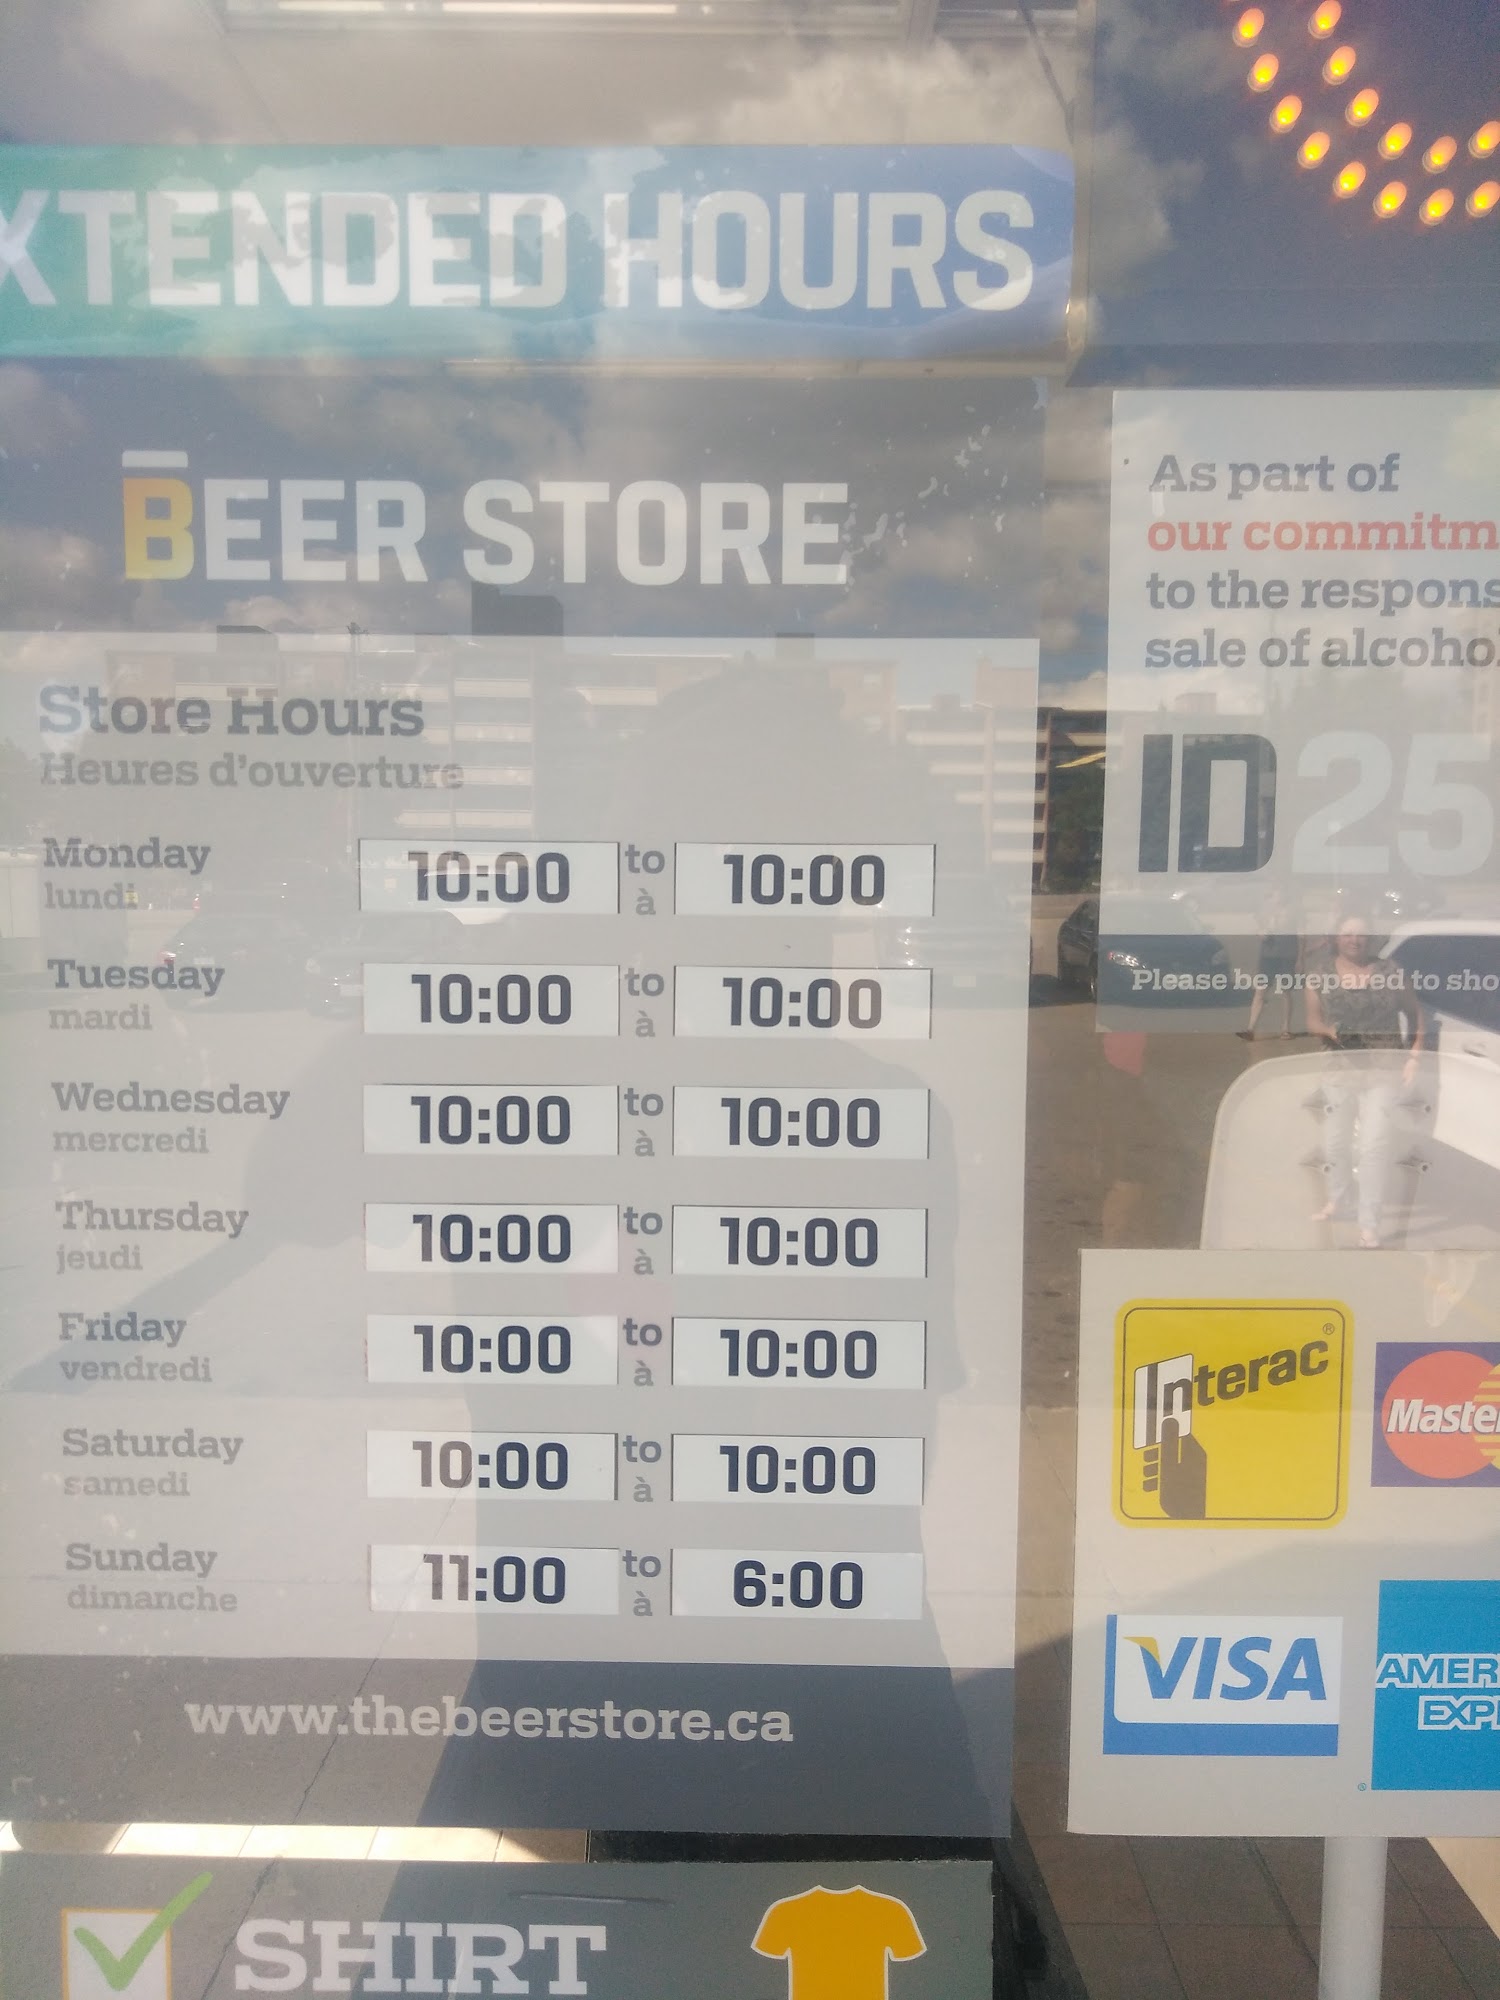 XTENDED HOURS
BEER STORE
Store Hours
Heures d'ouverture
Monday 10:00 to 10:00
lundi à
Tuesday 10:00 to 10:00
mardi à
Wednesday 10:00 to 10:00
mercredi à
Thursday 10:00 to 10:00
jeudi à
Friday 10:00 to 10:00
vendredi à
Saturday 10:00 to 10:00
samedi à
Sunday 11:00 to 6:00
dimanche à
www.thebeerstore.ca
SHIRT
As part of
our commitm
to the respons
sale of alcoho
ID 25
Please be prepared to sho
Interac®
Maste
VISA
AMER
EXP